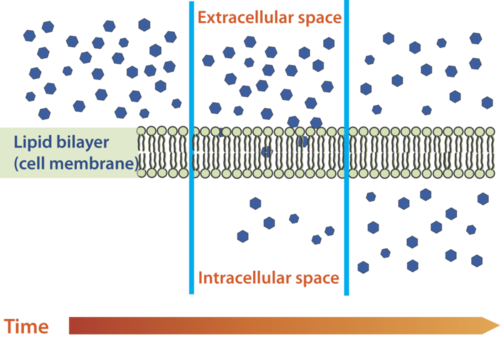 Extracellular space
Lipid bilayer
(cell membrane)
Intracellular space
Time